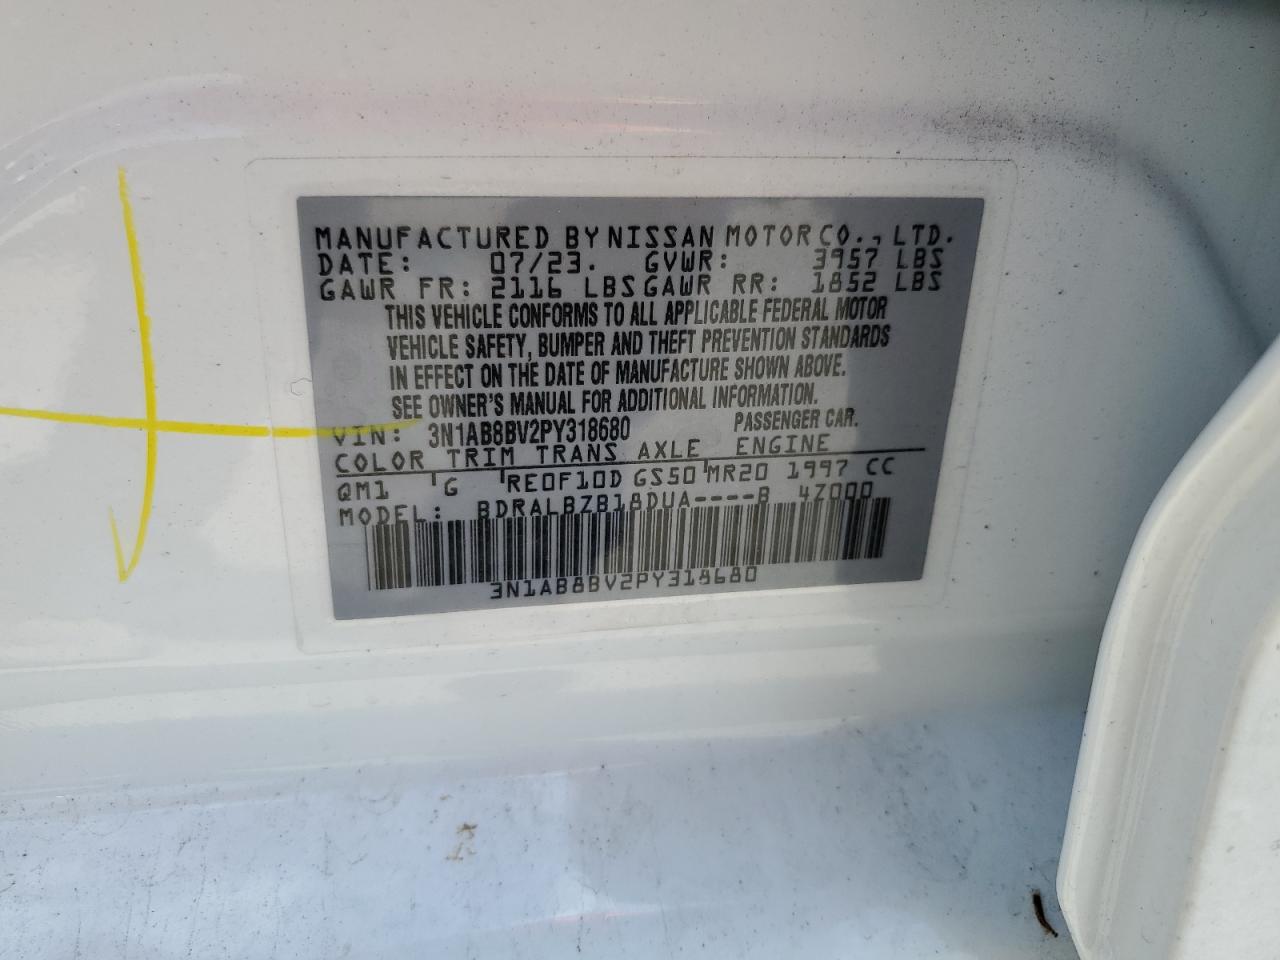 MANUFACTURED BY NISSAN MOTOR CO., LTD.
DATE: 07/23. GVWR: 3957 LBS
GAWR FR: 2116 LBS GAWR RR: 1852 LBS
THIS VEHICLE CONFORMS TO ALL APPLICABLE FEDERAL MOTOR
VEHICLE SAFETY, BUMPER AND THEFT PREVENTION STANDARDS
IN EFFECT ON THE DATE OF MANUFACTURE SHOWN ABOVE.
SEE OWNER'S MANUAL FOR ADDITIONAL INFORMATION.
VIN: 3N1AB8BV2PY318680 PASSENGER CAR.
COLOR TRIM TRANS AXLE ENGINE
QM1 G RE0F10D GS50 MR20 1997 CC
MODEL: BDRALBZB18DUA----B 4Z000
3N1AB8BV2PY318680